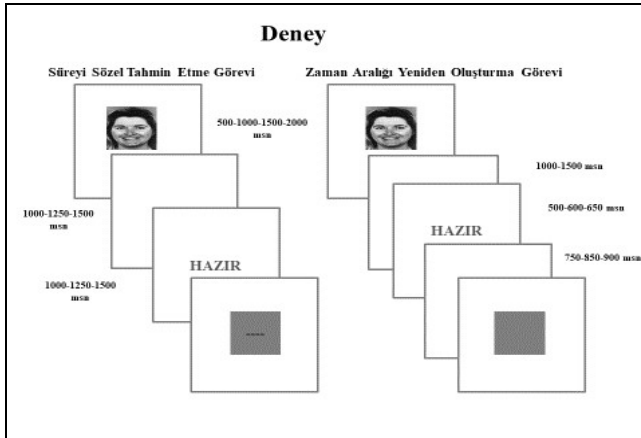 Deney
Süreyi Sözel Tahmin Etme Görevi
Zaman Aralığı Yeniden Oluşturma Görevi
500-1000-1500-2000
msn
1000-1250-1500
msn
HAZIR
1000-1250-1500
msn
----
1000-1500 msn
500-600-650 msn
HAZIR
750-850-900 msn